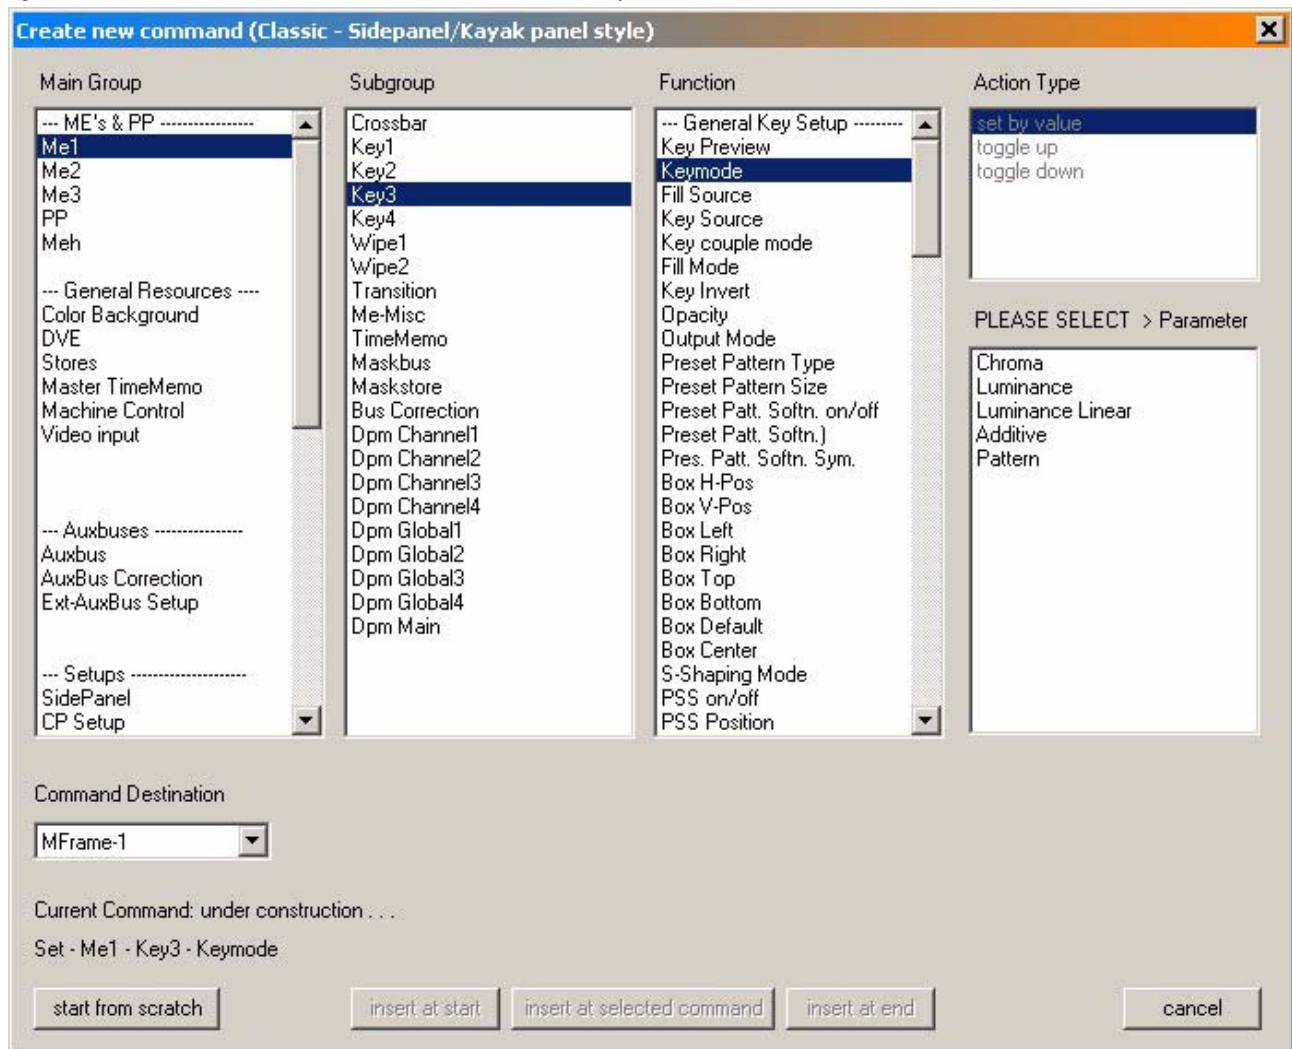 Create new command (Classic - Sidepanel/Kayak panel style)
Main Group
--- ME's & PP ----------------
Me1
Me2
Me3
PP
Meh
--- General Resources ----
Color Background
DVE
Stores
Master TimeMemo
Machine Control
Video input
--- Auxbuses ---------------
Auxbus
AuxBus Correction
Ext-AuxBus Setup
--- Setups --------------------
SidePanel
CP Setup
Subgroup
Crossbar
Key1
Key2
Key3
Key4
Wipe1
Wipe2
Transition
Me-Misc
TimeMemo
Maskbus
Maskstore
Bus Correction
Dpm Channel1
Dpm Channel2
Dpm Channel3
Dpm Channel4
Dpm Global1
Dpm Global2
Dpm Global3
Dpm Global4
Dpm Main
Function
--- General Key Setup ---------
Key Preview
Keymode
Fill Source
Key Source
Key couple mode
Fill Mode
Key Invert
Opacity
Output Mode
Preset Pattern Type
Preset Pattern Size
Preset Patt. Softn. on/off
Preset Patt. Softn.)
Pres. Patt. Softn. Sym.
Box H-Pos
Box V-Pos
Box Left
Box Right
Box Top
Box Bottom
Box Default
Box Center
S-Shaping Mode
PSS on/off
PSS Position
Action Type
set by value
toggle up
toggle down
PLEASE SELECT > Parameter
Chroma
Luminance
Luminance Linear
Additive
Pattern
Command Destination
MFrame-1
Current Command: under construction . . .
Set - Me1 - Key3 - Keymode
start from scratch
insert at start
insert at selected command
insert at end
cancel